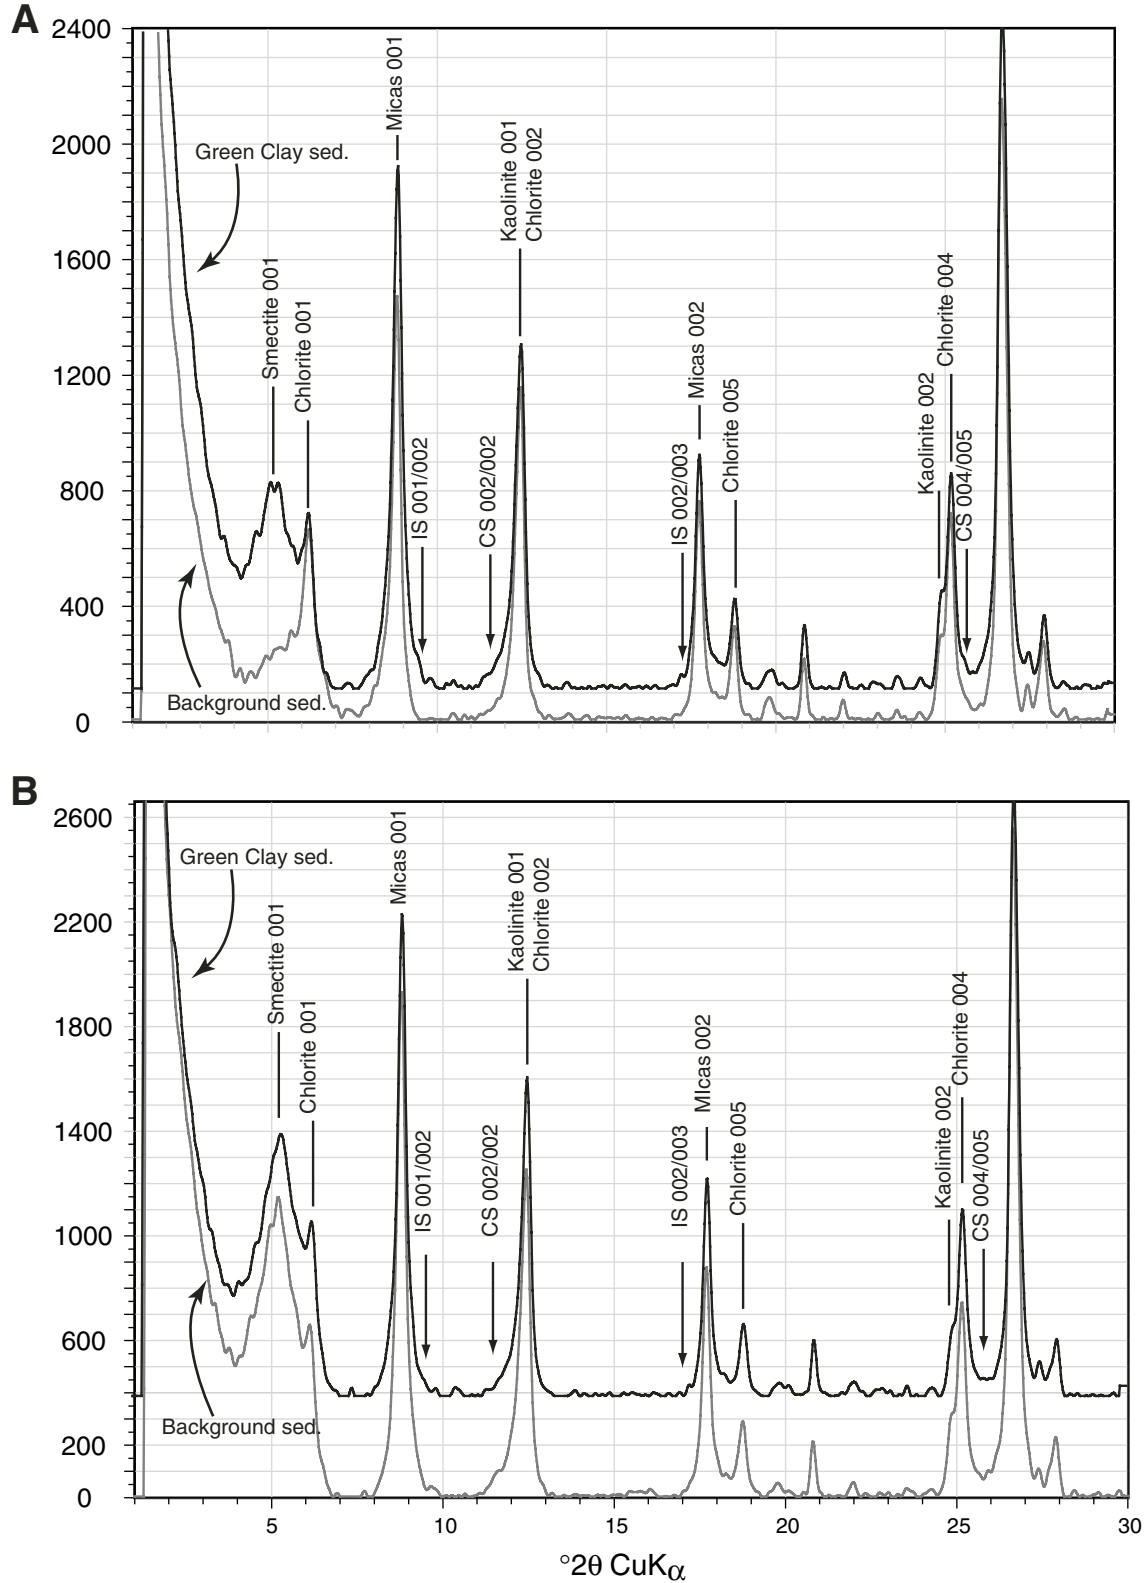 A
2400
2000
1600
1200
800
400
0
Green Clay sed.
Background sed.
Smectite 001
Chlorite 001
Micas 001
IS 001/002
CS 002/002
Kaolinite 001
Chlorite 002
IS 002/003
Micas 002
Chlorite 005
Kaolinite 002
Chlorite 004
CS 004/005
B
2600
2200
1800
1400
1000
600
200
0
Green Clay sed.
Background sed.
Smectite 001
Chlorite 001
Micas 001
IS 001/002
CS 002/002
Kaolinite 001
Chlorite 002
IS 002/003
MIcas 002
Chlorite 005
Kaolinite 002
Chlorite 004
CS 004/005
5 10 15 20 25 30
°2θ CuKα